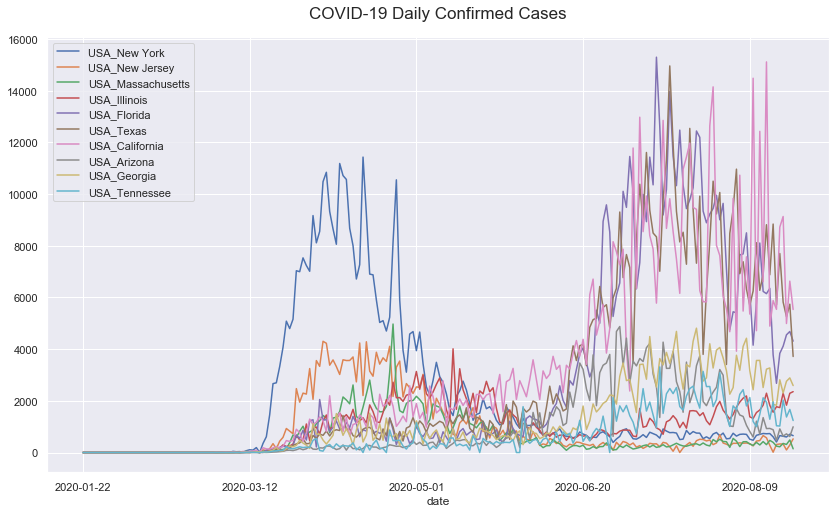 COVID-19 Daily Confirmed Cases
16000
14000
12000
10000
8000
6000
4000
2000
0
USA_New York
USA_New Jersey
USA_Massachusetts
USA_Illinois
USA_Florida
USA_Texas
USA_California
USA_Arizona
USA_Georgia
USA_Tennessee
2020-01-22
2020-03-12
2020-05-01
2020-06-20
2020-08-09
date